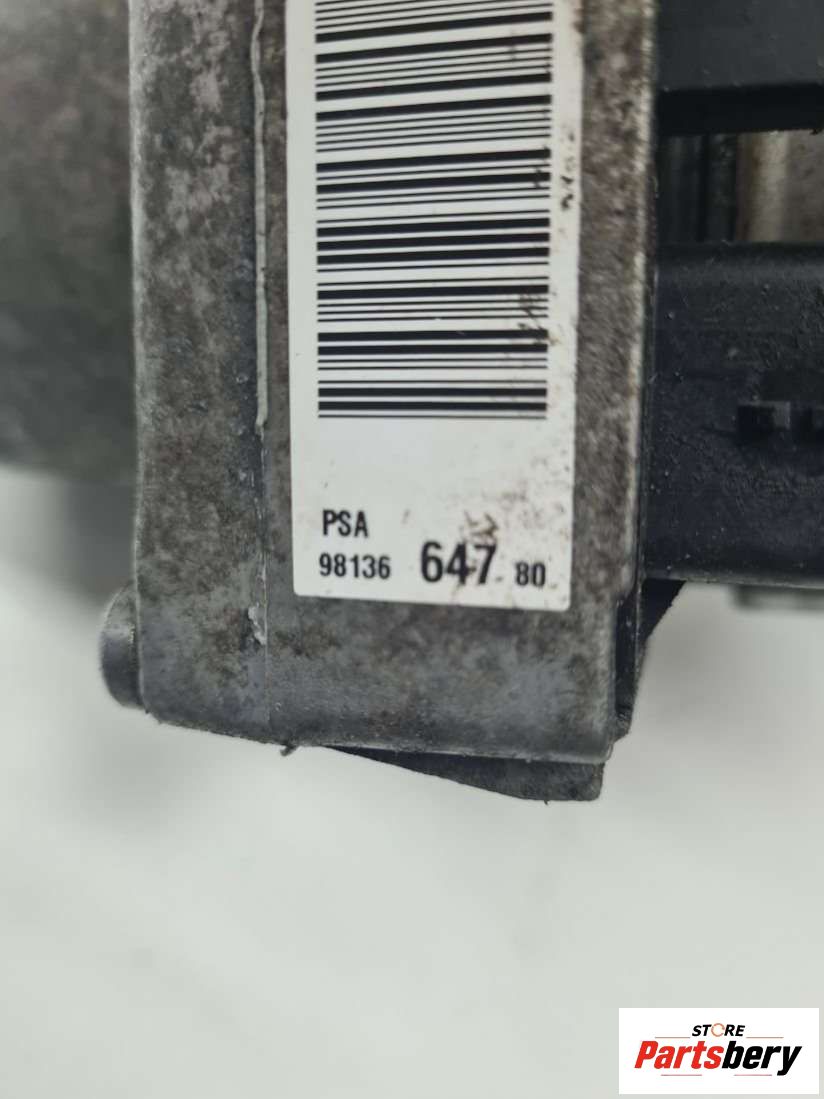 PSA
98136 647 80
STORE
Partsbery